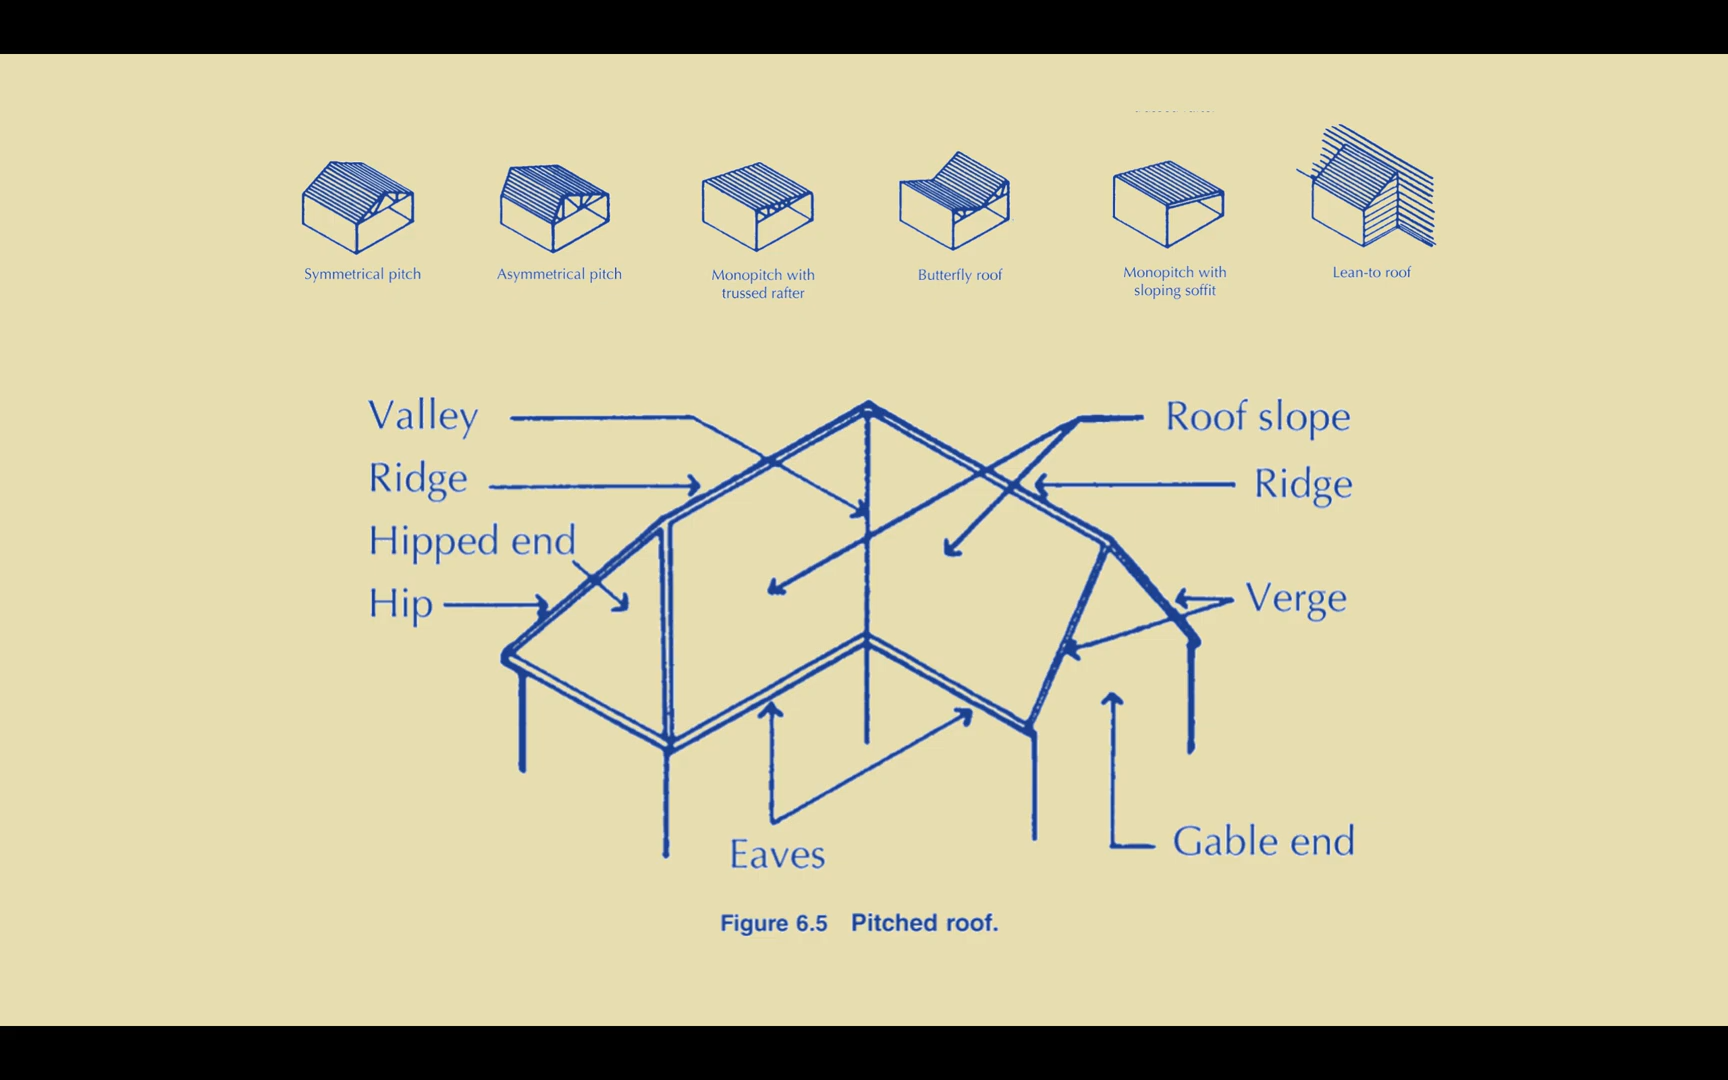 Symmetrical pitch
Asymmetrical pitch
Monopitch with
trussed rafter
Butterfly roof
Monopitch with
sloping soffit
Lean-to roof
Valley
Ridge
Hipped end
Hip
Roof slope
Ridge
Verge
Eaves
Gable end
Figure 6.5 Pitched roof.